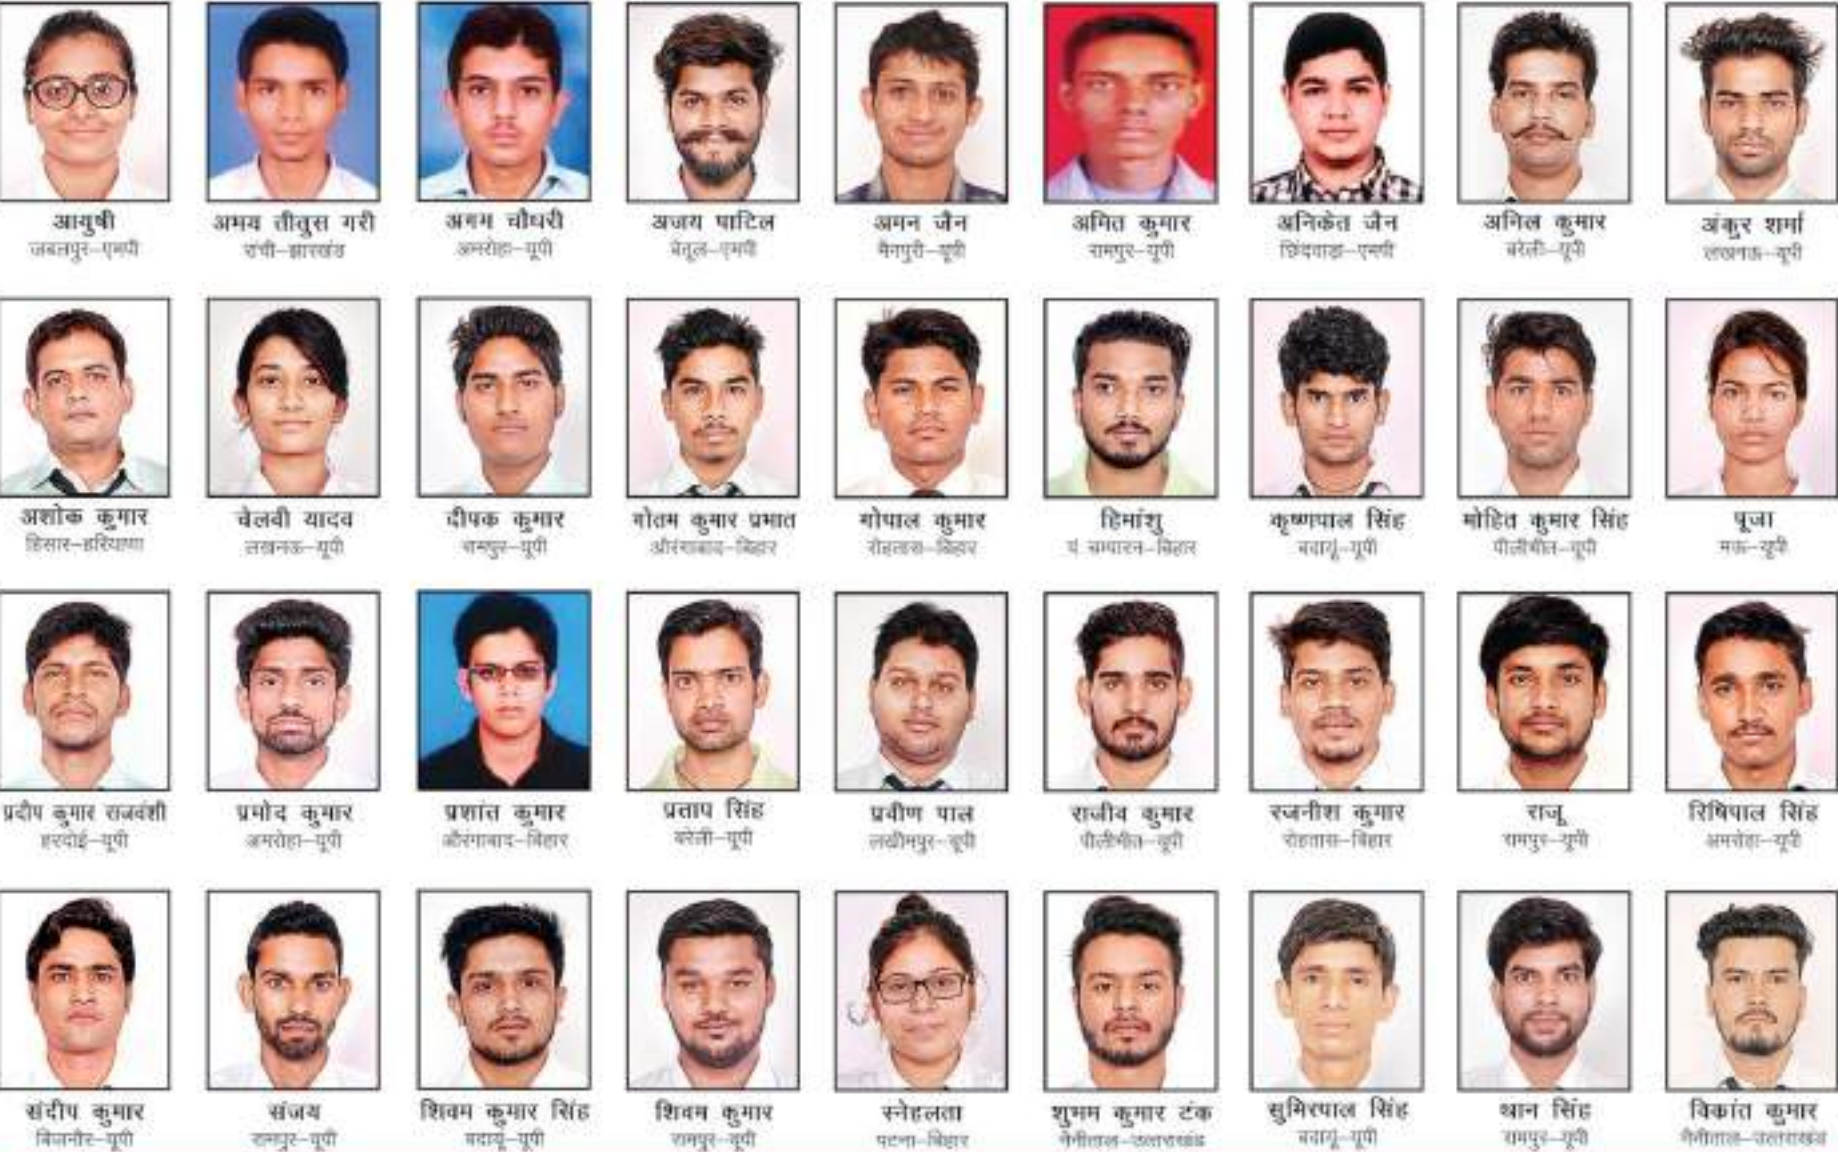 आयुषी
जबलपुर–एमपी
अभय तीतुस गरी
रांची–झारखंड
अगम चौधरी
अमरोहा–यूपी
अजय पाटिल
बेतूल–एमपी
अमन जैन
मैनपुरी–यूपी
अमित कुमार
रामपुर–यूपी
अनिकेत जैन
छिंदवाड़ा–एमपी
अनिल कुमार
बरेली–यूपी
अंकुर शर्मा
लखनऊ–यूपी
अशोक कुमार
हिसार–हरियाणा
वेलवी यादव
लखनऊ–यूपी
दीपक कुमार
रामपुर–यूपी
गोतम कुमार प्रभात
औरंगाबाद–बिहार
गोपाल कुमार
रोहतास–बिहार
हिमांशु
पं चम्पारन–बिहार
कृष्णपाल सिंह
बदायूं–यूपी
मोहित कुमार सिंह
पीलीभीत–यूपी
पूजा
मऊ–यूपी
प्रदीप कुमार राजवंशी
हरदोई–यूपी
प्रमोद कुमार
अमरोहा–यूपी
प्रशांत कुमार
औरंगाबाद–बिहार
प्रताप सिंह
बरेली–यूपी
प्रवीण पाल
लखीमपुर–यूपी
राजीव कुमार
पीलीभीत–यूपी
रजनीश कुमार
रोहतास–बिहार
राजू
रामपुर–यूपी
रिषिपाल सिंह
अमरोहा–यूपी
संदीप कुमार
बिजनौर–यूपी
संजय
रामपुर–यूपी
शिवम कुमार सिंह
बदायूं–यूपी
शिवम कुमार
रामपुर–यूपी
स्नेहलता
पटना–बिहार
शुभम कुमार टंक
नैनीताल–उत्तराखंड
सुमिरपाल सिंह
बदायूं–यूपी
थान सिंह
रामपुर–यूपी
विकांत कुमार
नैनीताल–उत्तराखंड